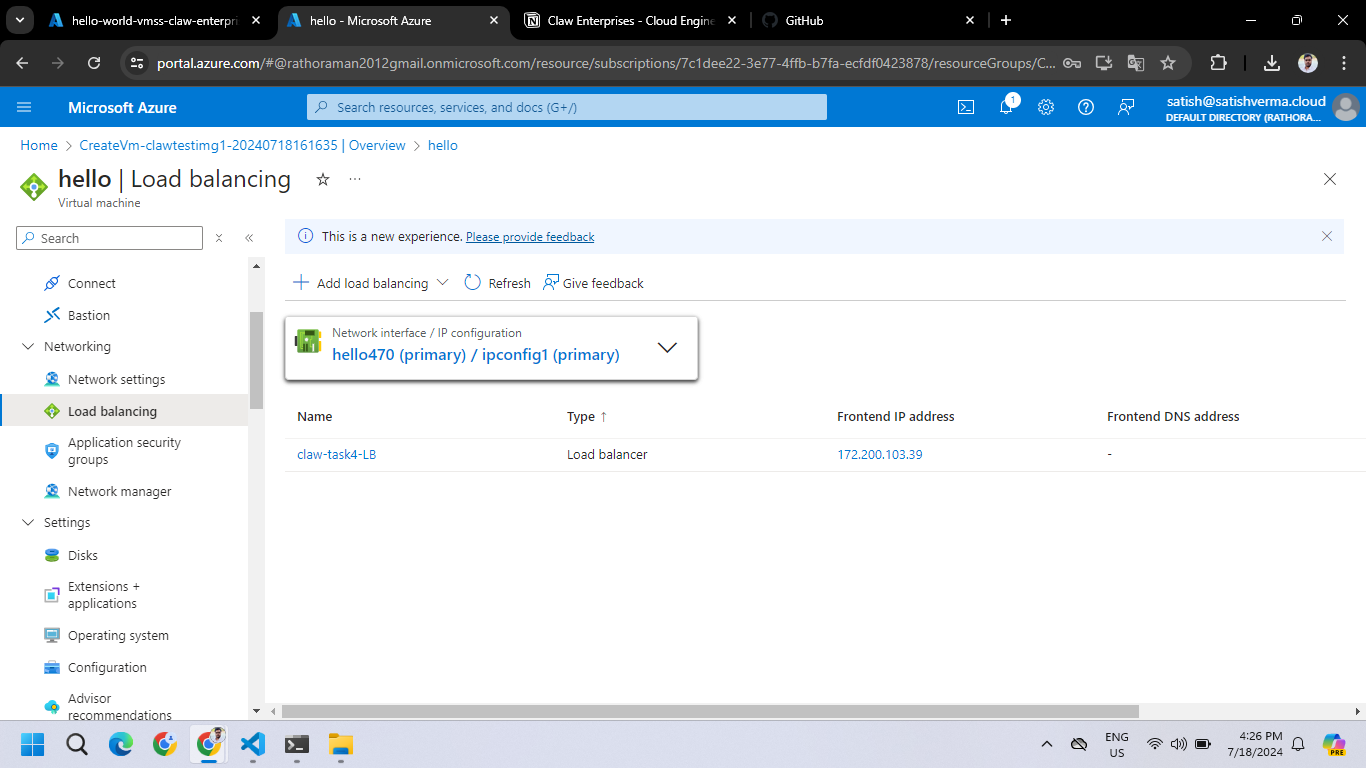 hello-world-vmss-claw-enterpri
hello - Microsoft Azure
Claw Enterprises - Cloud Engine
GitHub
portal.azure.com/#@rathoraman2012gmail.onmicrosoft.com/resource/subscriptions/7c1dee22-3e77-4ffb-b7fa-ecfdf0423878/resourceGroups/C...
Microsoft Azure
Search resources, services, and docs (G+/)
1
satish@satishverma.cloud
DEFAULT DIRECTORY (RATHORA...
Home > CreateVm-clawtestimg1-20240718161635 | Overview > hello
hello | Load balancing
Virtual machine
Search
Connect
Bastion
Networking
Network settings
Load balancing
Application security
groups
Network manager
Settings
Disks
Extensions +
applications
Operating system
Configuration
Advisor
recommendations
This is a new experience. Please provide feedback
Add load balancing
Refresh
Give feedback
Network interface / IP configuration
hello470 (primary) / ipconfig1 (primary)
Name Type ↑ Frontend IP address Frontend DNS address
claw-task4-LB Load balancer 172.200.103.39 -
ENG
US
4:26 PM
7/18/2024
PRE